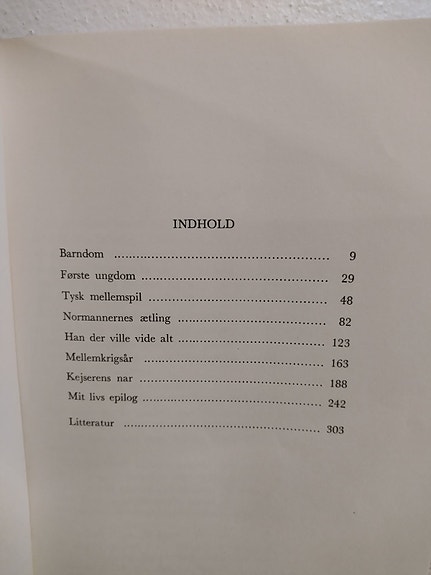 INDHOLD
Barndom ........................................................ 9
Første ungdom ................................................ 29
Tysk mellemspil .............................................. 48
Normannernes ætling ....................................... 82
Han der ville vide alt ....................................... 123
Mellemkrigsår ................................................ 163
Kejserens nar ................................................. 188
Mit livs epilog ................................................ 242
Litteratur ...................................................... 303